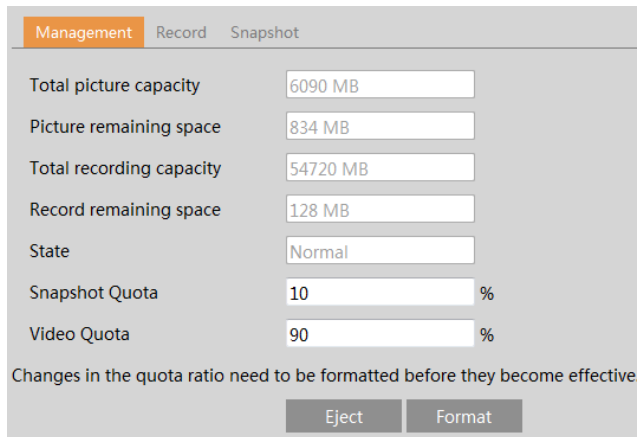 Management Record Snapshot
Total picture capacity 6090 MB
Picture remaining space 834 MB
Total recording capacity 54720 MB
Record remaining space 128 MB
State Normal
Snapshot Quota 10 %
Video Quota 90 %
Changes in the quota ratio need to be formatted before they become effective.
Eject Format